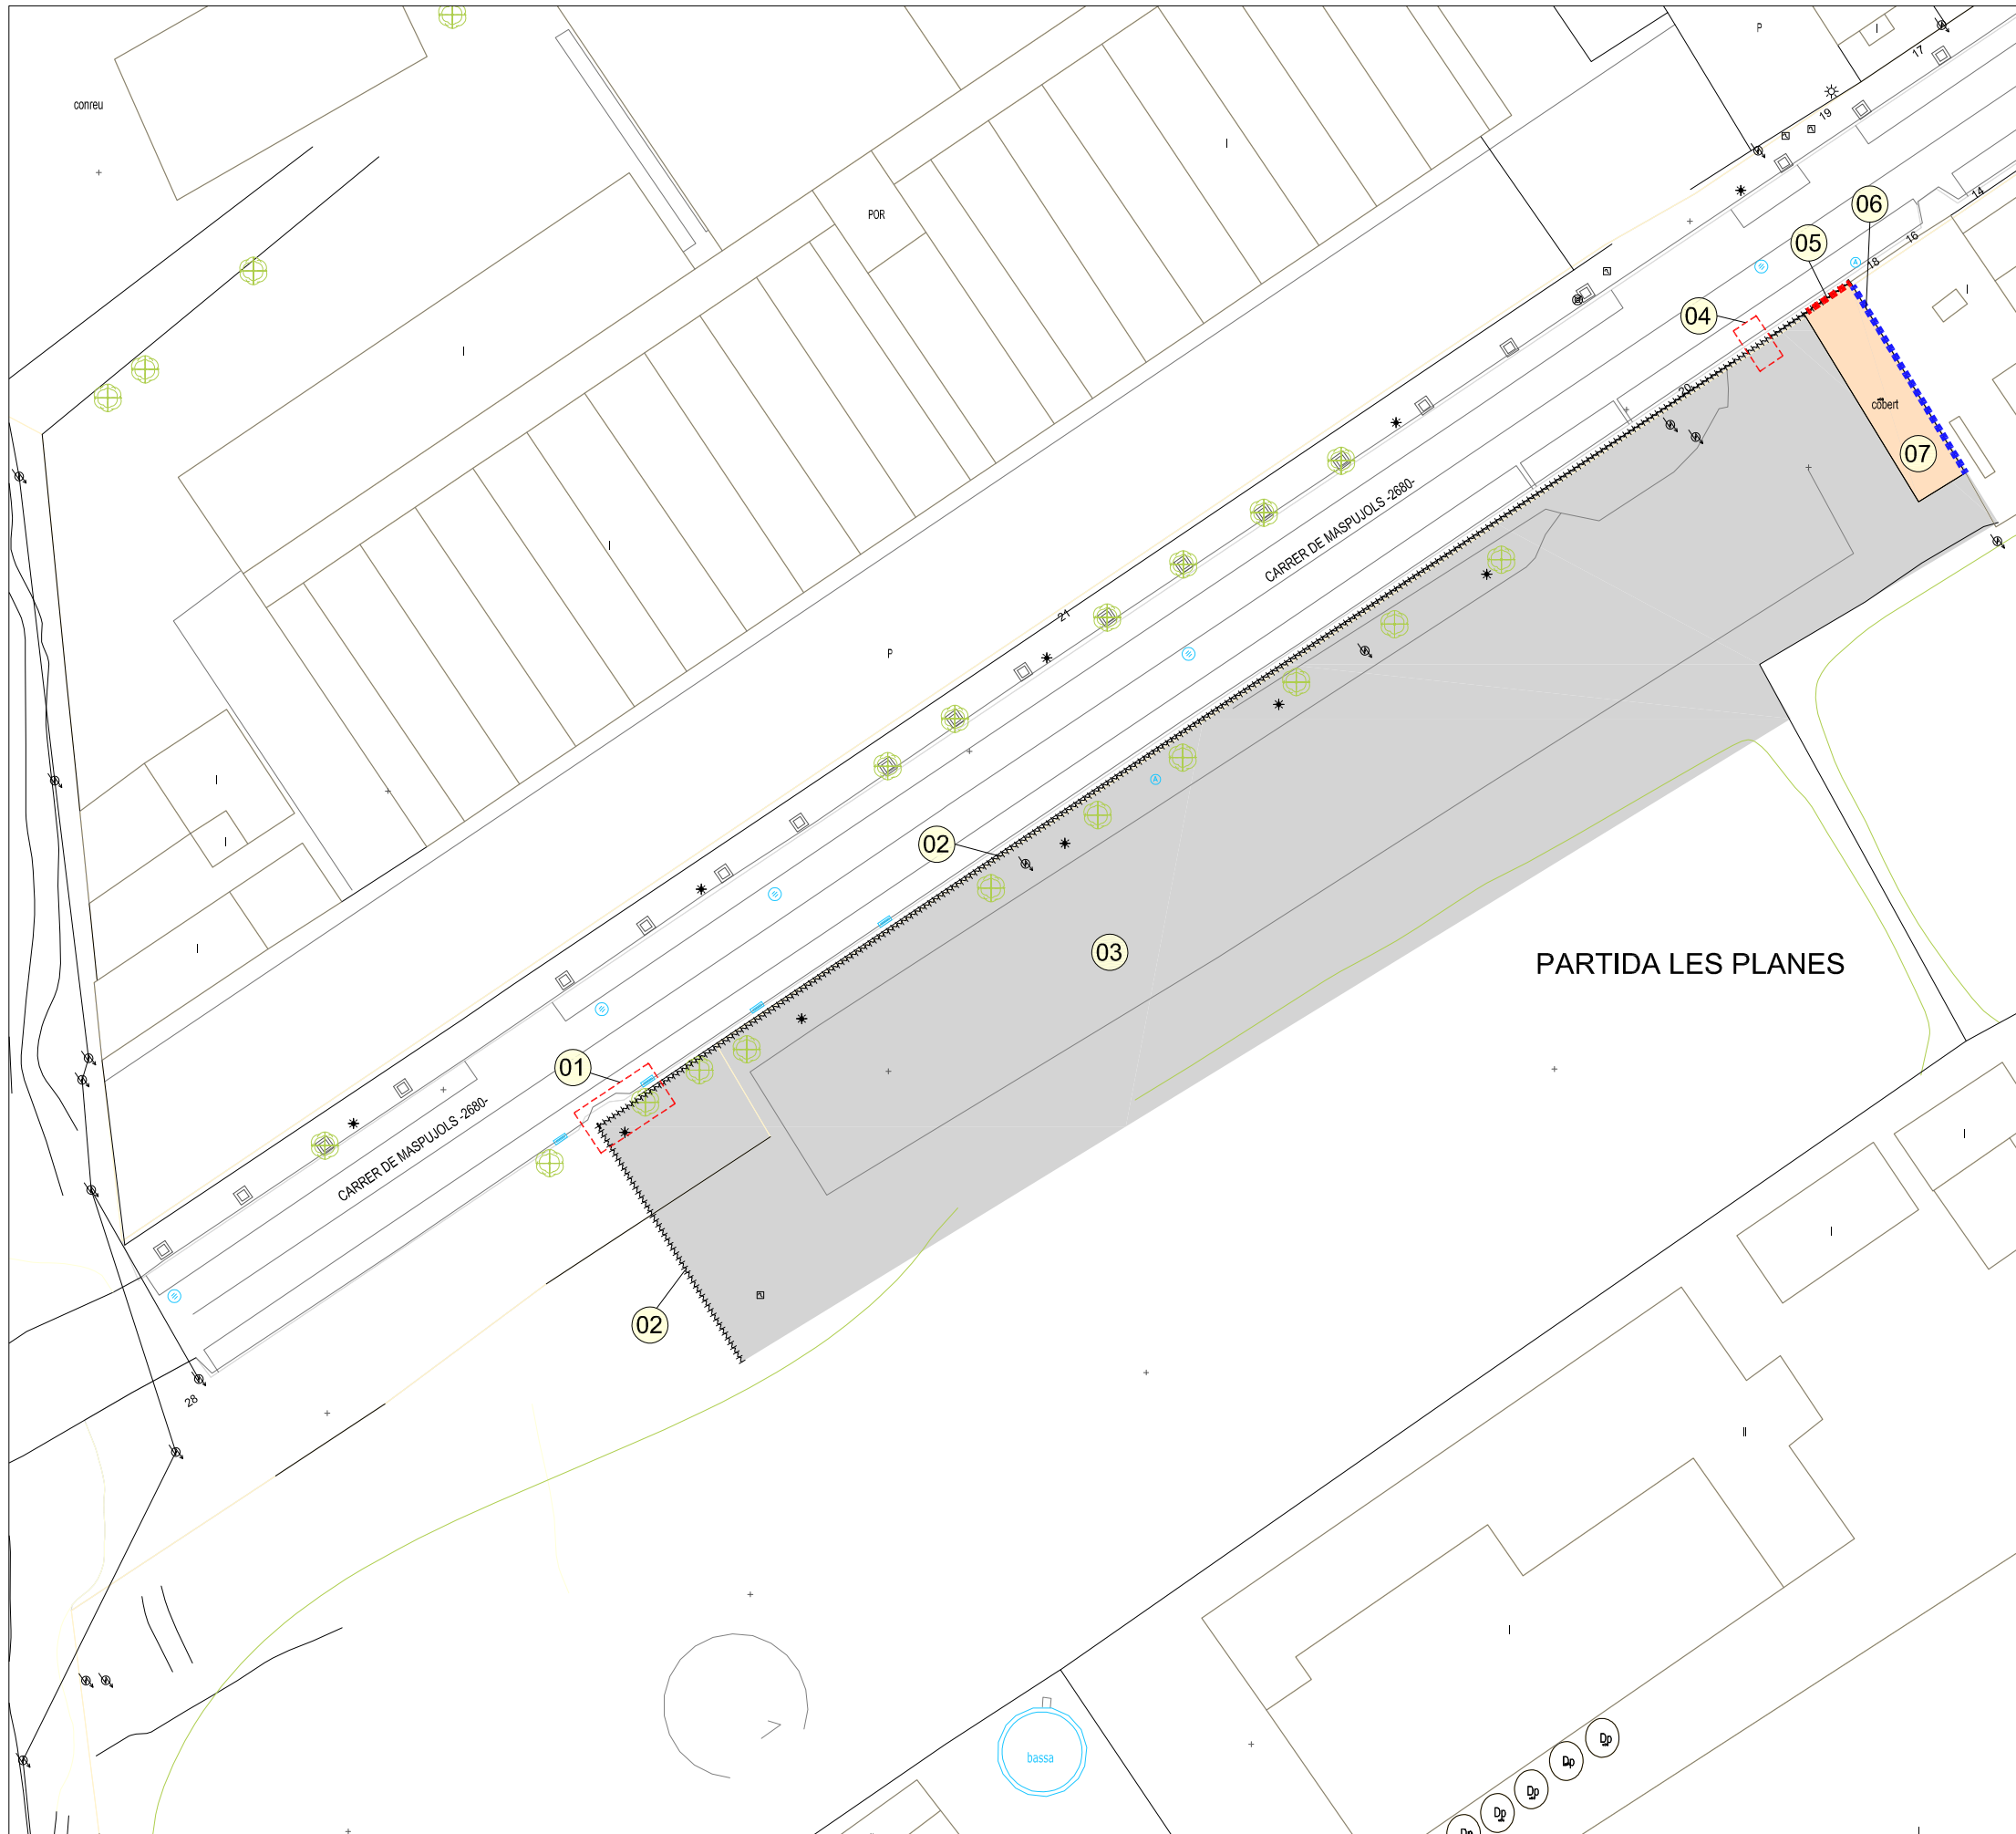 P
I
17
conreu
19
I
POR
14
06
16
05
18
I
04
I
20
cobert
07
CARRER DE MASPUJOLS -2680-
I
21
P
I
02
I
03
I
PARTIDA LES PLANES
01
CARRER DE MASPUJOLS -2680-
I
I
02
28
II
I
Dp
bassa
Dp
Dp
Dp
Dp
I